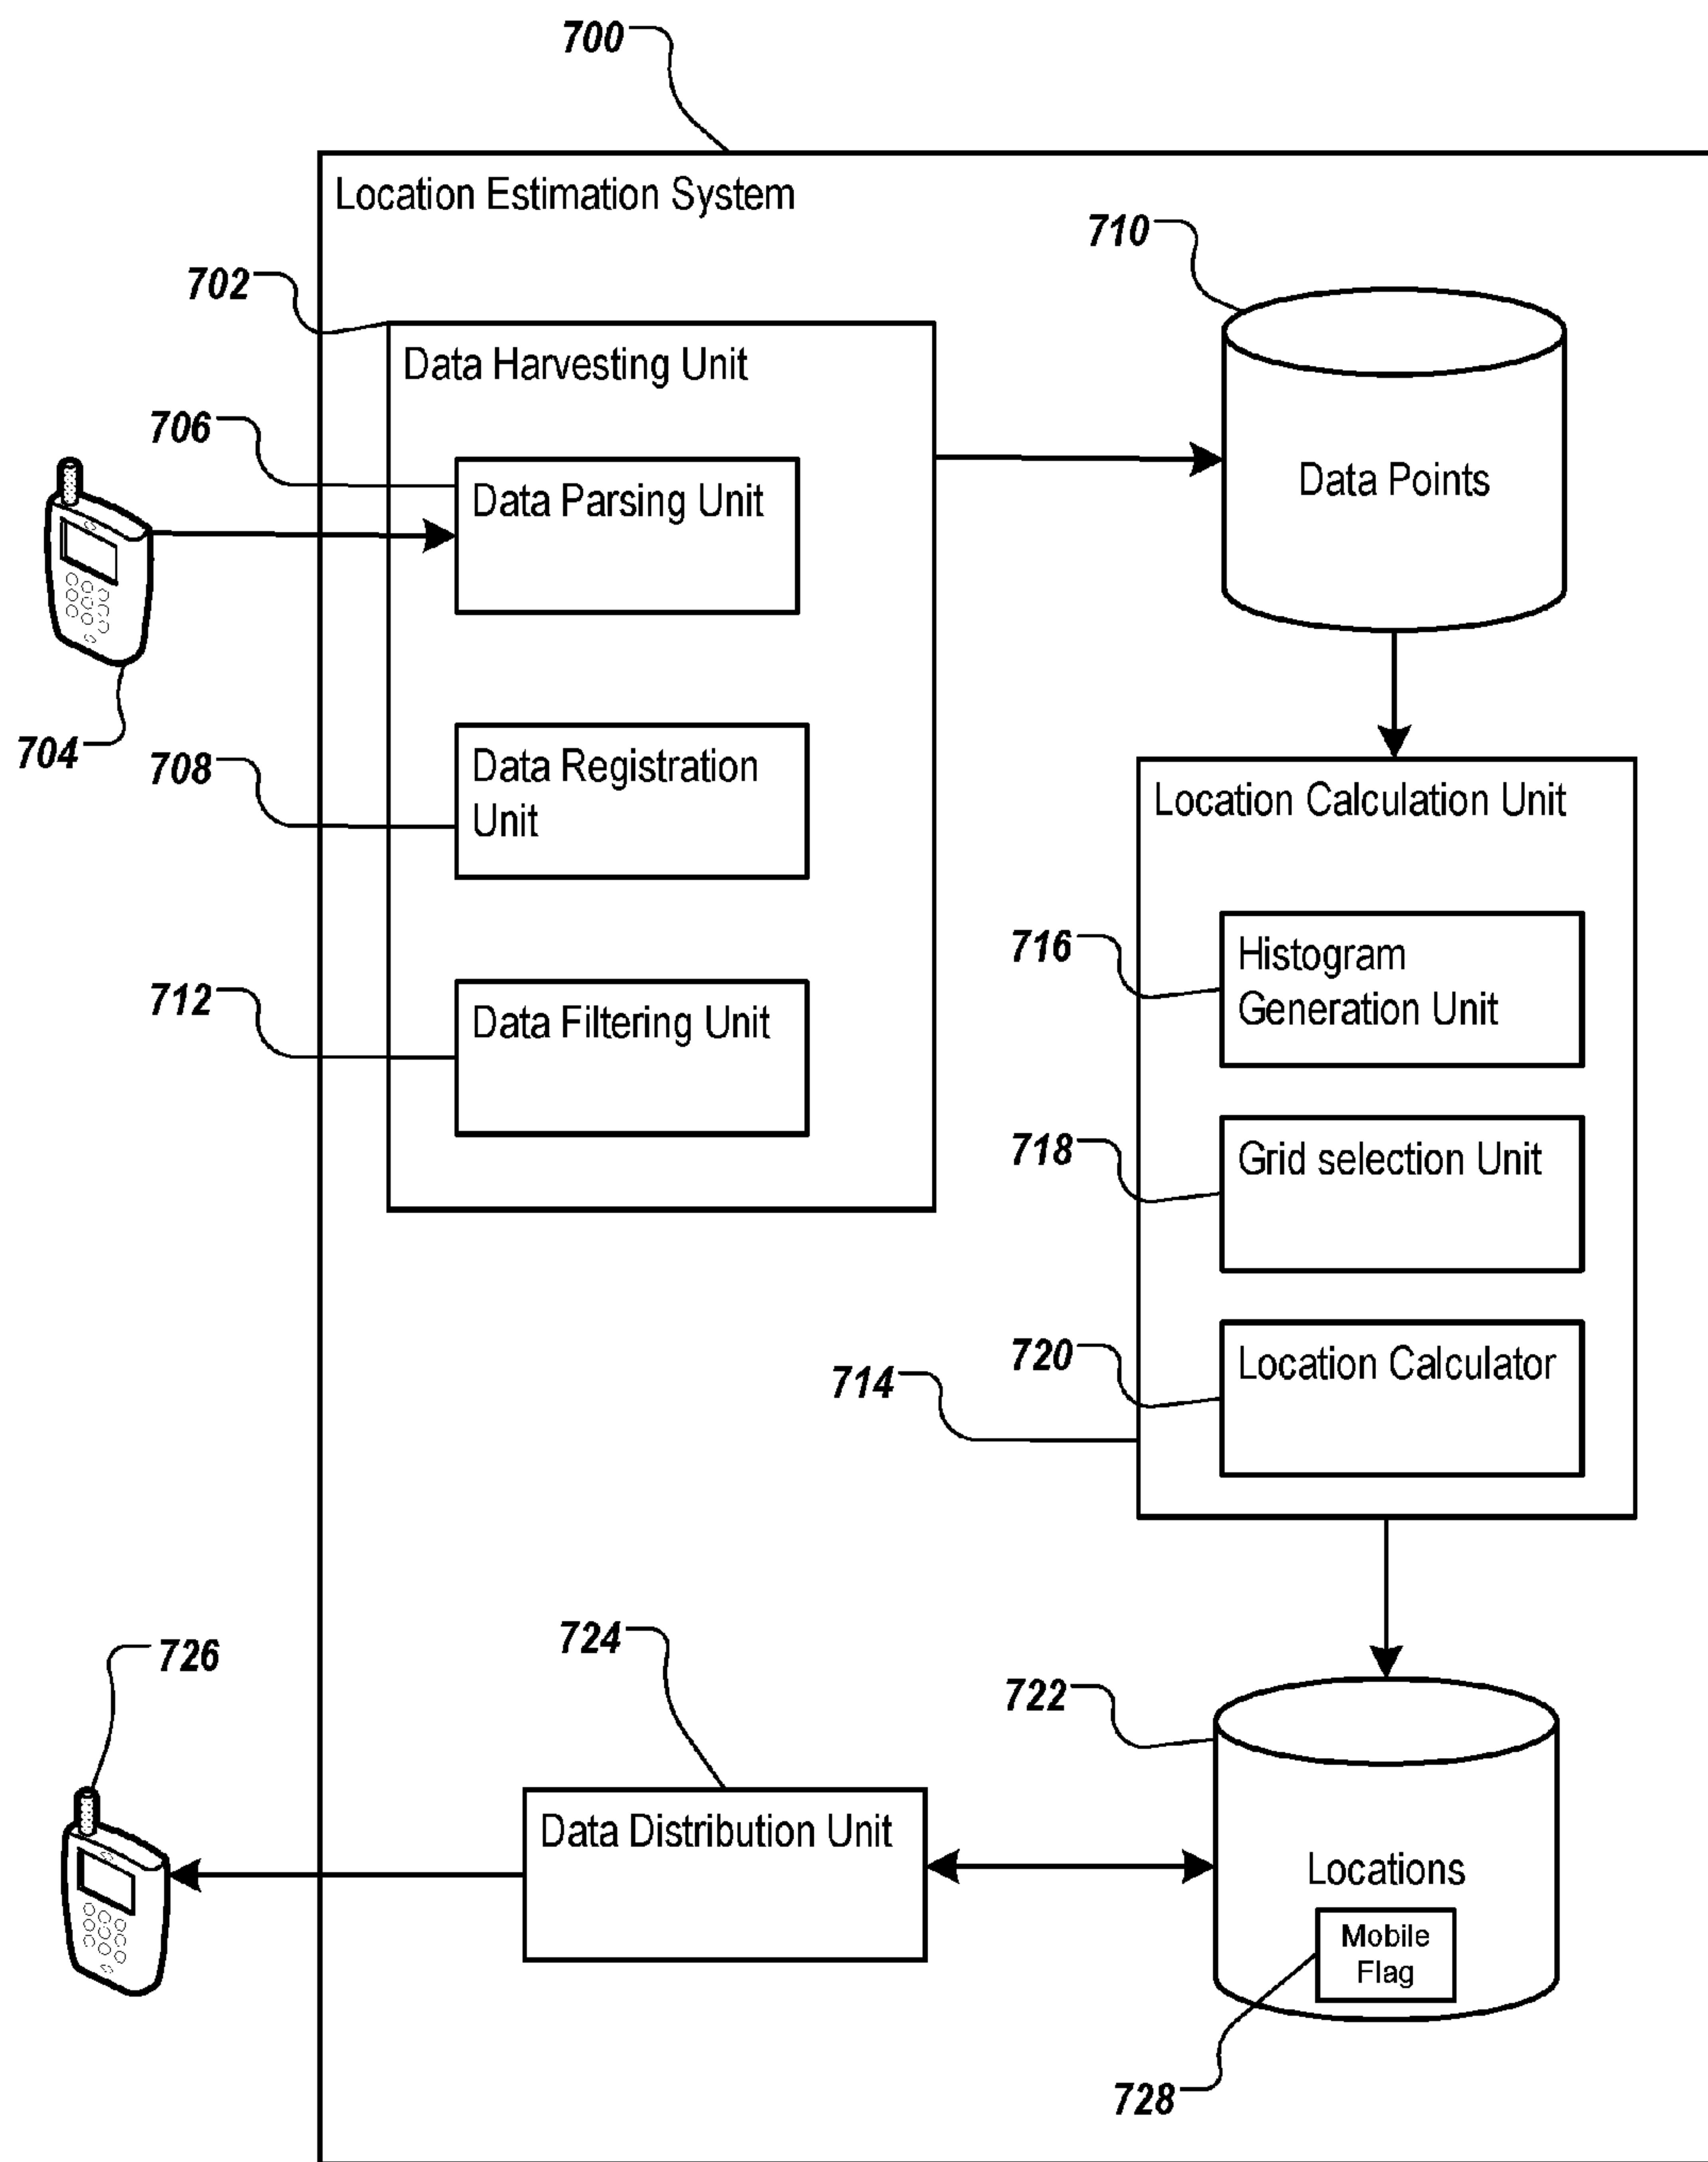 700
Location Estimation System
710
702
Data Harvesting Unit
706
Data Parsing Unit
Data Points
704
708
Data Registration
Unit
Location Calculation Unit
716
Histogram
Generation Unit
712
Data Filtering Unit
718
Grid selection Unit
720
Location Calculator
714
724
726
722
Data Distribution Unit
Locations
Mobile
Flag
728